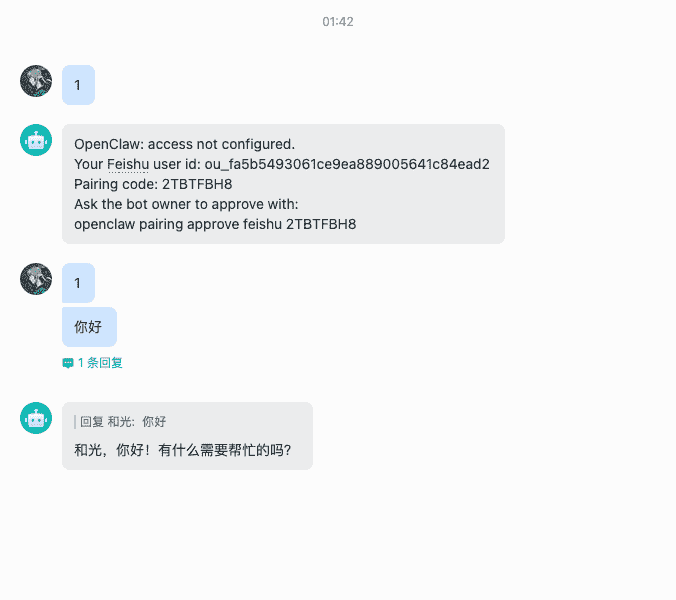 01:42
1
OpenClaw: access not configured.
Your Feishu user id: ou_fa5b5493061ce9ea889005641c84ead2
Pairing code: 2TBTFBH8
Ask the bot owner to approve with:
openclaw pairing approve feishu 2TBTFBH8
1
你好
1 条回复
回复 和光: 你好
和光，你好！有什么需要帮忙的吗?